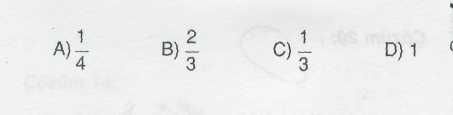 A) 1/4 B) 2/3 C) 1/3 D) 1